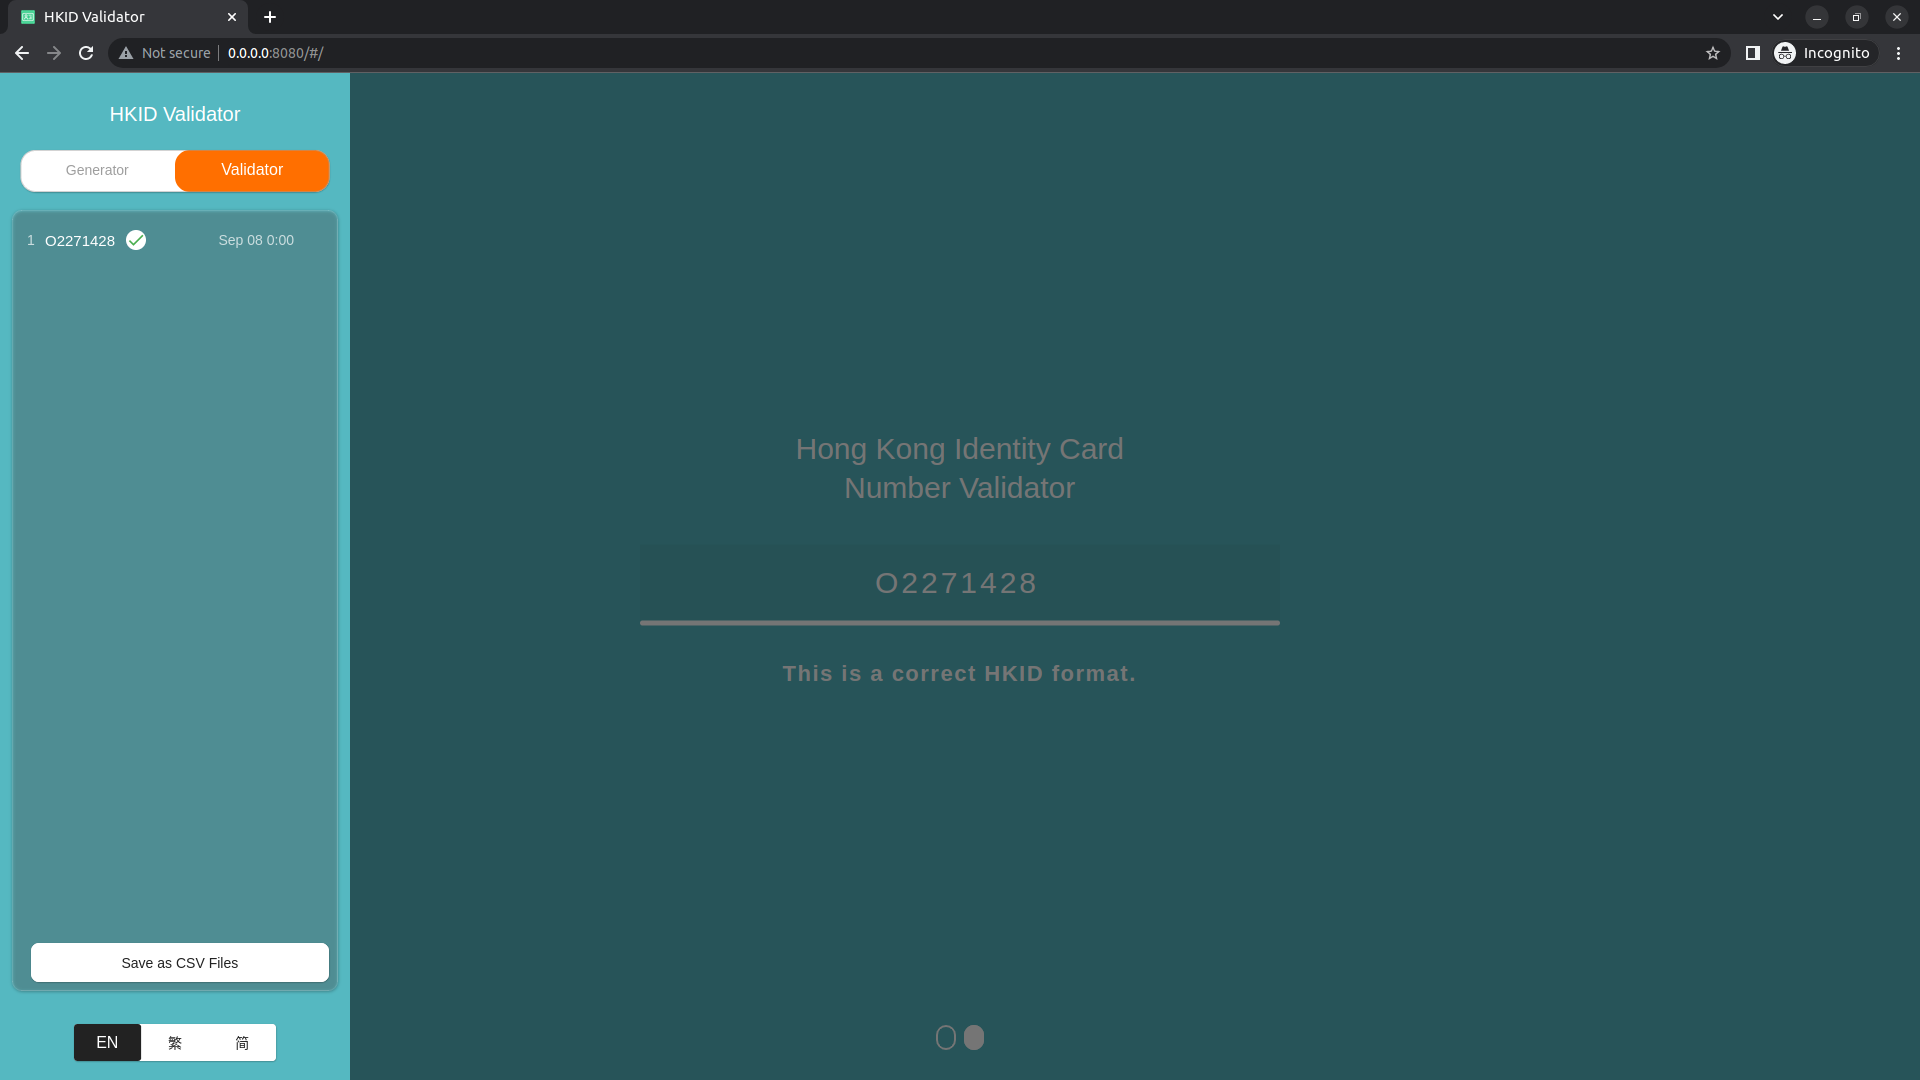 HKID Validator
Not secure 0.0.0.0:8080/#/
Incognito
HKID Validator
Generator Validator
1 O2271428 Sep 08 0:00
Hong Kong Identity Card
Number Validator
O2271428
This is a correct HKID format.
Save as CSV Files
EN 繁 简